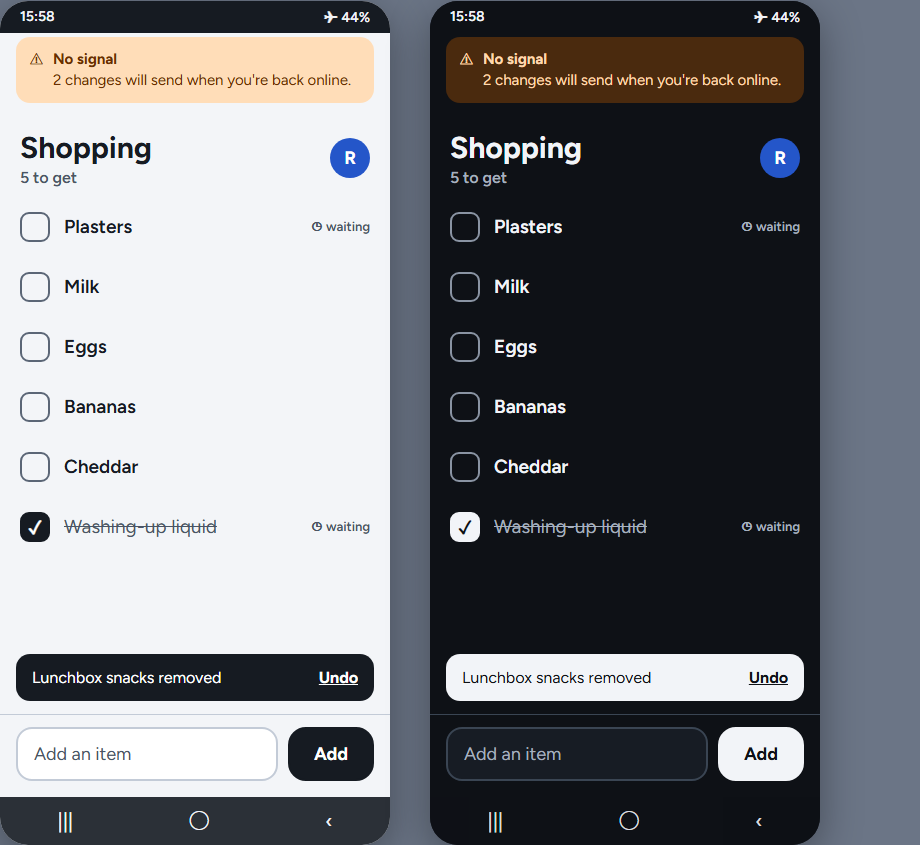 15:58 44%
No signal
2 changes will send when you're back online.
Shopping
R
5 to get
Plasters waiting
Milk
Eggs
Bananas
Cheddar
Washing-up liquid waiting
Lunchbox snacks removed Undo
Add an item Add
15:58 44%
No signal
2 changes will send when you're back online.
Shopping
R
5 to get
Plasters waiting
Milk
Eggs
Bananas
Cheddar
Washing-up liquid waiting
Lunchbox snacks removed Undo
Add an item Add